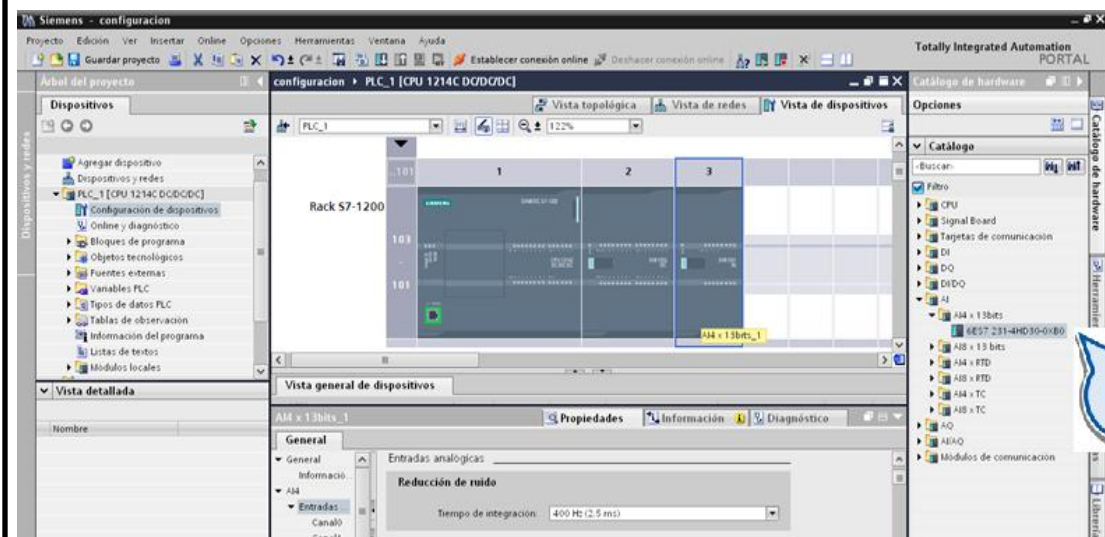 Siemens - configuracion
Proyecto Edición Ver Insertar Online Opciones Herramientas Ventana Ayuda
Totally Integrated Automation
PORTAL
Guardar proyecto
Establecer conexión online
Deshacer conexión online
Árbol del proyecto
Dispositivos
Dispositivos y redes
Agregar dispositivo
Dispositivos y redes
PLC_1 [CPU 1214C DC/DC/DC]
Configuración de dispositivos
Online y diagnóstico
Bloques de programa
Objetos tecnológicos
Fuentes externas
Variables PLC
Tipos de datos PLC
Tablas de observación
Información del programa
Listas de textos
Módulos locales
Vista detallada
Nombre
configuracion PLC_1 [CPU 1214C DC/DC/DC]
Vista topológica
Vista de redes
Vista de dispositivos
PLC_1
122%
101
1
2
3
Rack S7-1200
SIEMENS
103
101
AI4 x 13bits_1
Vista general de dispositivos
AI4 x 13bits_1
Propiedades
Información
Diagnóstico
General
General
Informació...
AI4
Entradas ...
Canal0
Entradas analógicas
Reducción de ruido
Tiempo de integración: 400 Hz (2.5 ms)
Catálogo de hardware
Opciones
Catálogo
<Buscar>
Filtro
CPU
Signal Board
Tarjetas de comunicación
DI
DQ
DI/DQ
AI
AI4 x 13bits
6ES7 231-4HD30-0XB0
AI8 x 13 bits
AI4 x RTD
AI8 x RTD
AI4 x TC
AI8 x TC
AQ
AI/AQ
Módulos de comunicación
Catálogo de hardware